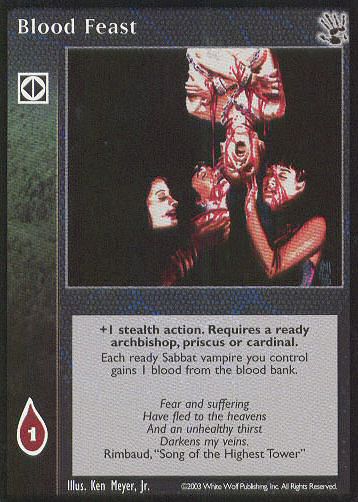 Blood Feast
+1 stealth action. Requires a ready
archbishop, priscus or cardinal.
Each ready Sabbat vampire you control
gains 1 blood from the blood bank.
Fear and suffering
Have fled to the heavens
And an unhealthy thirst
Darkens my veins.
Rimbaud, "Song of the Highest Tower"
1
Illus. Ken Meyer, Jr.
©2003 White Wolf Publishing, Inc. All Rights Reserved.